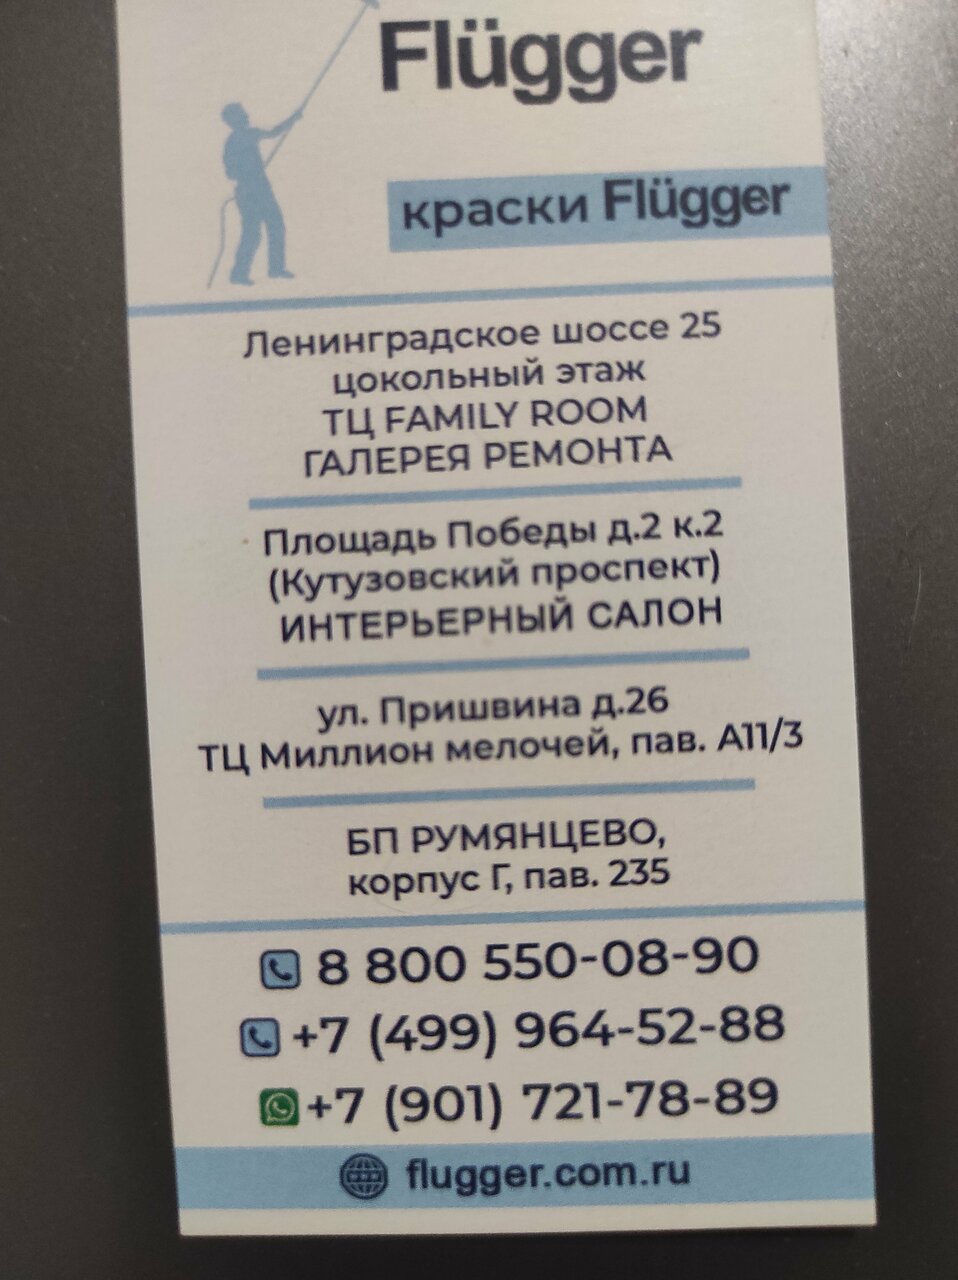 Flügger
краски Flügger
Ленинградское шоссе 25
цокольный этаж
ТЦ FAMILY ROOM
ГАЛЕРЕЯ РЕМОНТА
Площадь Победы д.2 к.2
(Кутузовский проспект)
ИНТЕРЬЕРНЫЙ САЛОН
ул. Пришвина д.26
ТЦ Миллион мелочей, пав. А11/3
БП РУМЯНЦЕВО,
корпус Г, пав. 235
8 800 550-08-90
+7 (499) 964-52-88
+7 (901) 721-78-89
flugger.com.ru